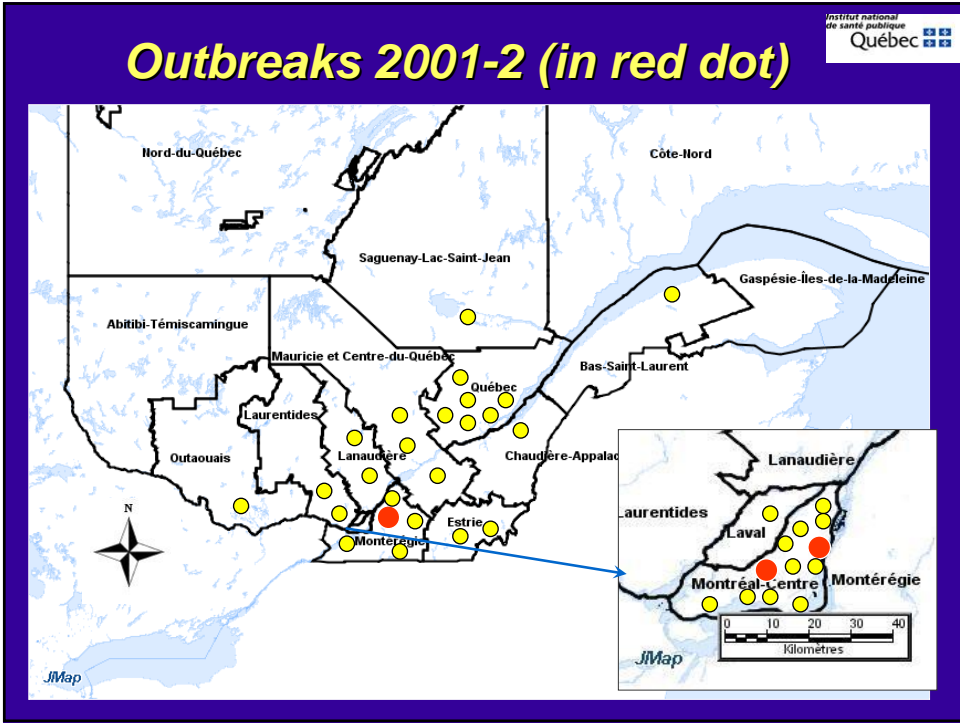 Institut national
de santé publique
Québec
Outbreaks 2001-2 (in red dot)
Nord-du-Québec
Côte-Nord
Saguenay-Lac-Saint-Jean
Gaspésie-Îles-de-la-Madeleine
Abitibi-Témiscamingue
Mauricie et Centre-du-Québec
Bas-Saint-Laurent
Québec
Laurentides
Outaouais
Lanaudière
Chaudière-Appalac
Estrie
Montérégie
N
Lanaudière
Laurentides
Laval
Montréal-Centre
Montérégie
0 10 20 30 40
Kilomètres
JMap
JMap